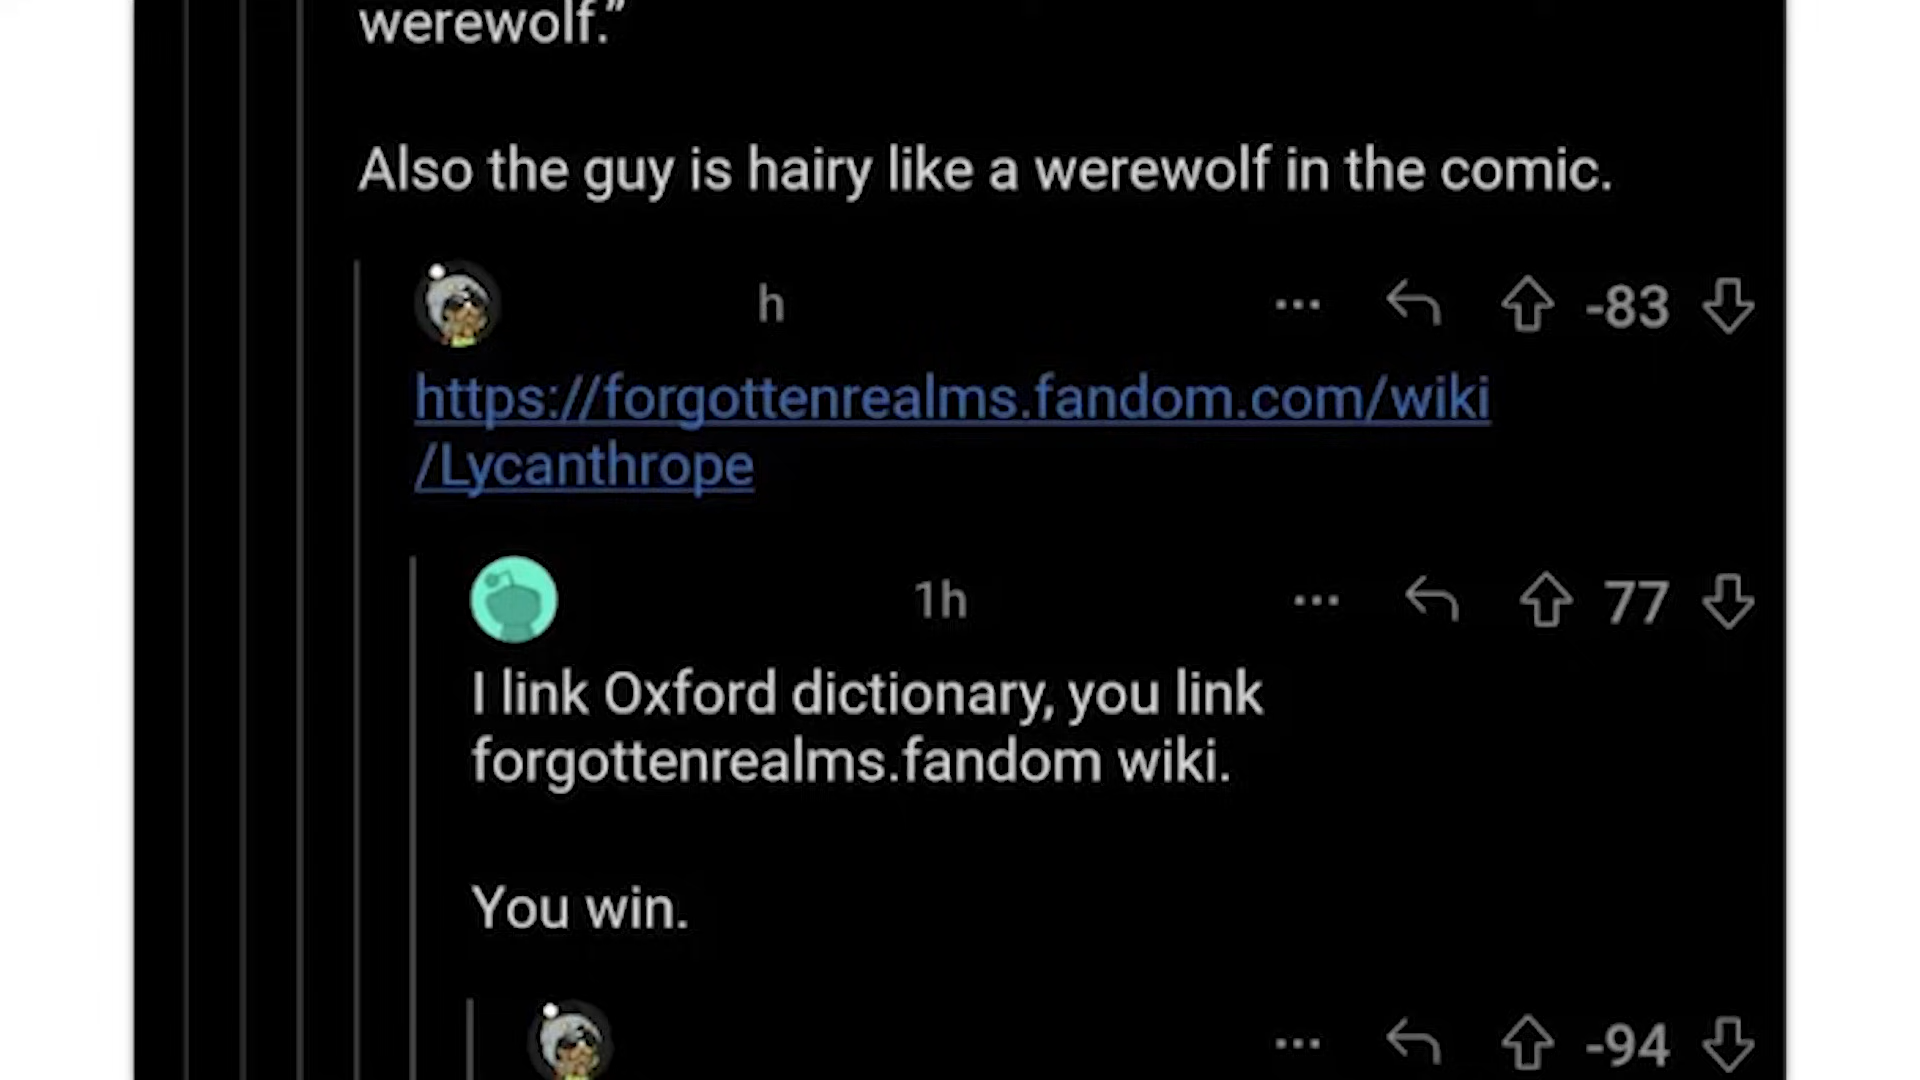 werewolf.”
Also the guy is hairy like a werewolf in the comic.
h ... -83
https://forgottenrealms.fandom.com/wiki
/Lycanthrope
1h ... 77
I link Oxford dictionary, you link
forgottenrealms.fandom wiki.
You win.
... -94